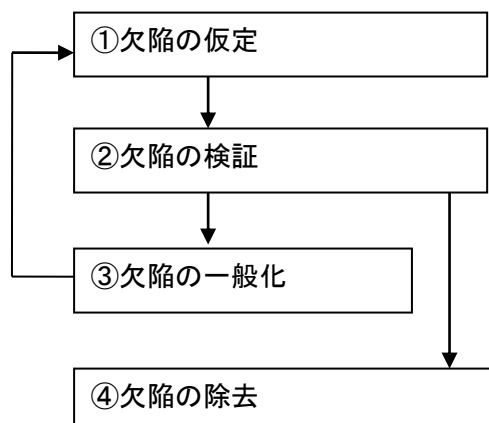 ①欠陥の仮定
②欠陥の検証
③欠陥の一般化
④欠陥の除去